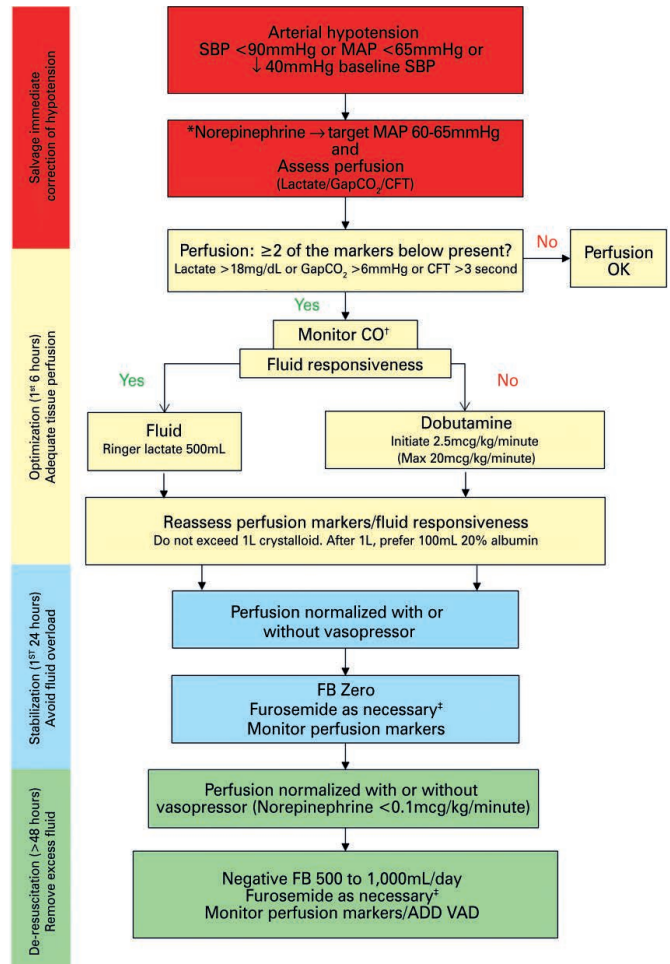 Salvage immediate
correction of hypotension
Arterial hypotension
SBP <90mmHg or MAP <65mmHg or
↓ 40mmHg baseline SBP
*Norepinephrine → target MAP 60-65mmHg
and
Assess perfusion
(Lactate/GapCO₂/CFT)
Optimization (1st 6 hours)
Adequate tissue perfusion
Perfusion: ≥2 of the markers below present?
Lactate >18mg/dL or GapCO₂ >6mmHg or CFT >3 second
No
Perfusion
OK
Yes
Monitor CO†
Fluid responsiveness
Yes
No
Fluid
Ringer lactate 500mL
Dobutamine
Initiate 2.5mcg/kg/minute
(Max 20mcg/kg/minute)
Reassess perfusion markers/fluid responsiveness
Do not exceed 1L crystalloid. After 1L, prefer 100mL 20% albumin
Stabilization (1ST 24 hours)
Avoid fluid overload
Perfusion normalized with or
without vasopressor
FB Zero
Furosemide as necessary‡
Monitor perfusion markers
De-resuscitation (>48 hours)
Remove excess fluid
Perfusion normalized with or without
vasopressor (Norepinephrine <0.1mcg/kg/minute)
Negative FB 500 to 1,000mL/day
Furosemide as necessary‡
Monitor perfusion markers/ADD VAD